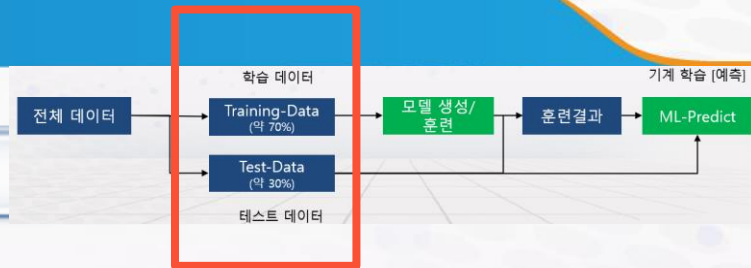 학습 데이터
기계 학습 [예측]
전체 데이터
Training-Data
(약 70%)
모델 생성/
훈련
훈련결과
ML-Predict
Test-Data
(약 30%)
테스트 데이터